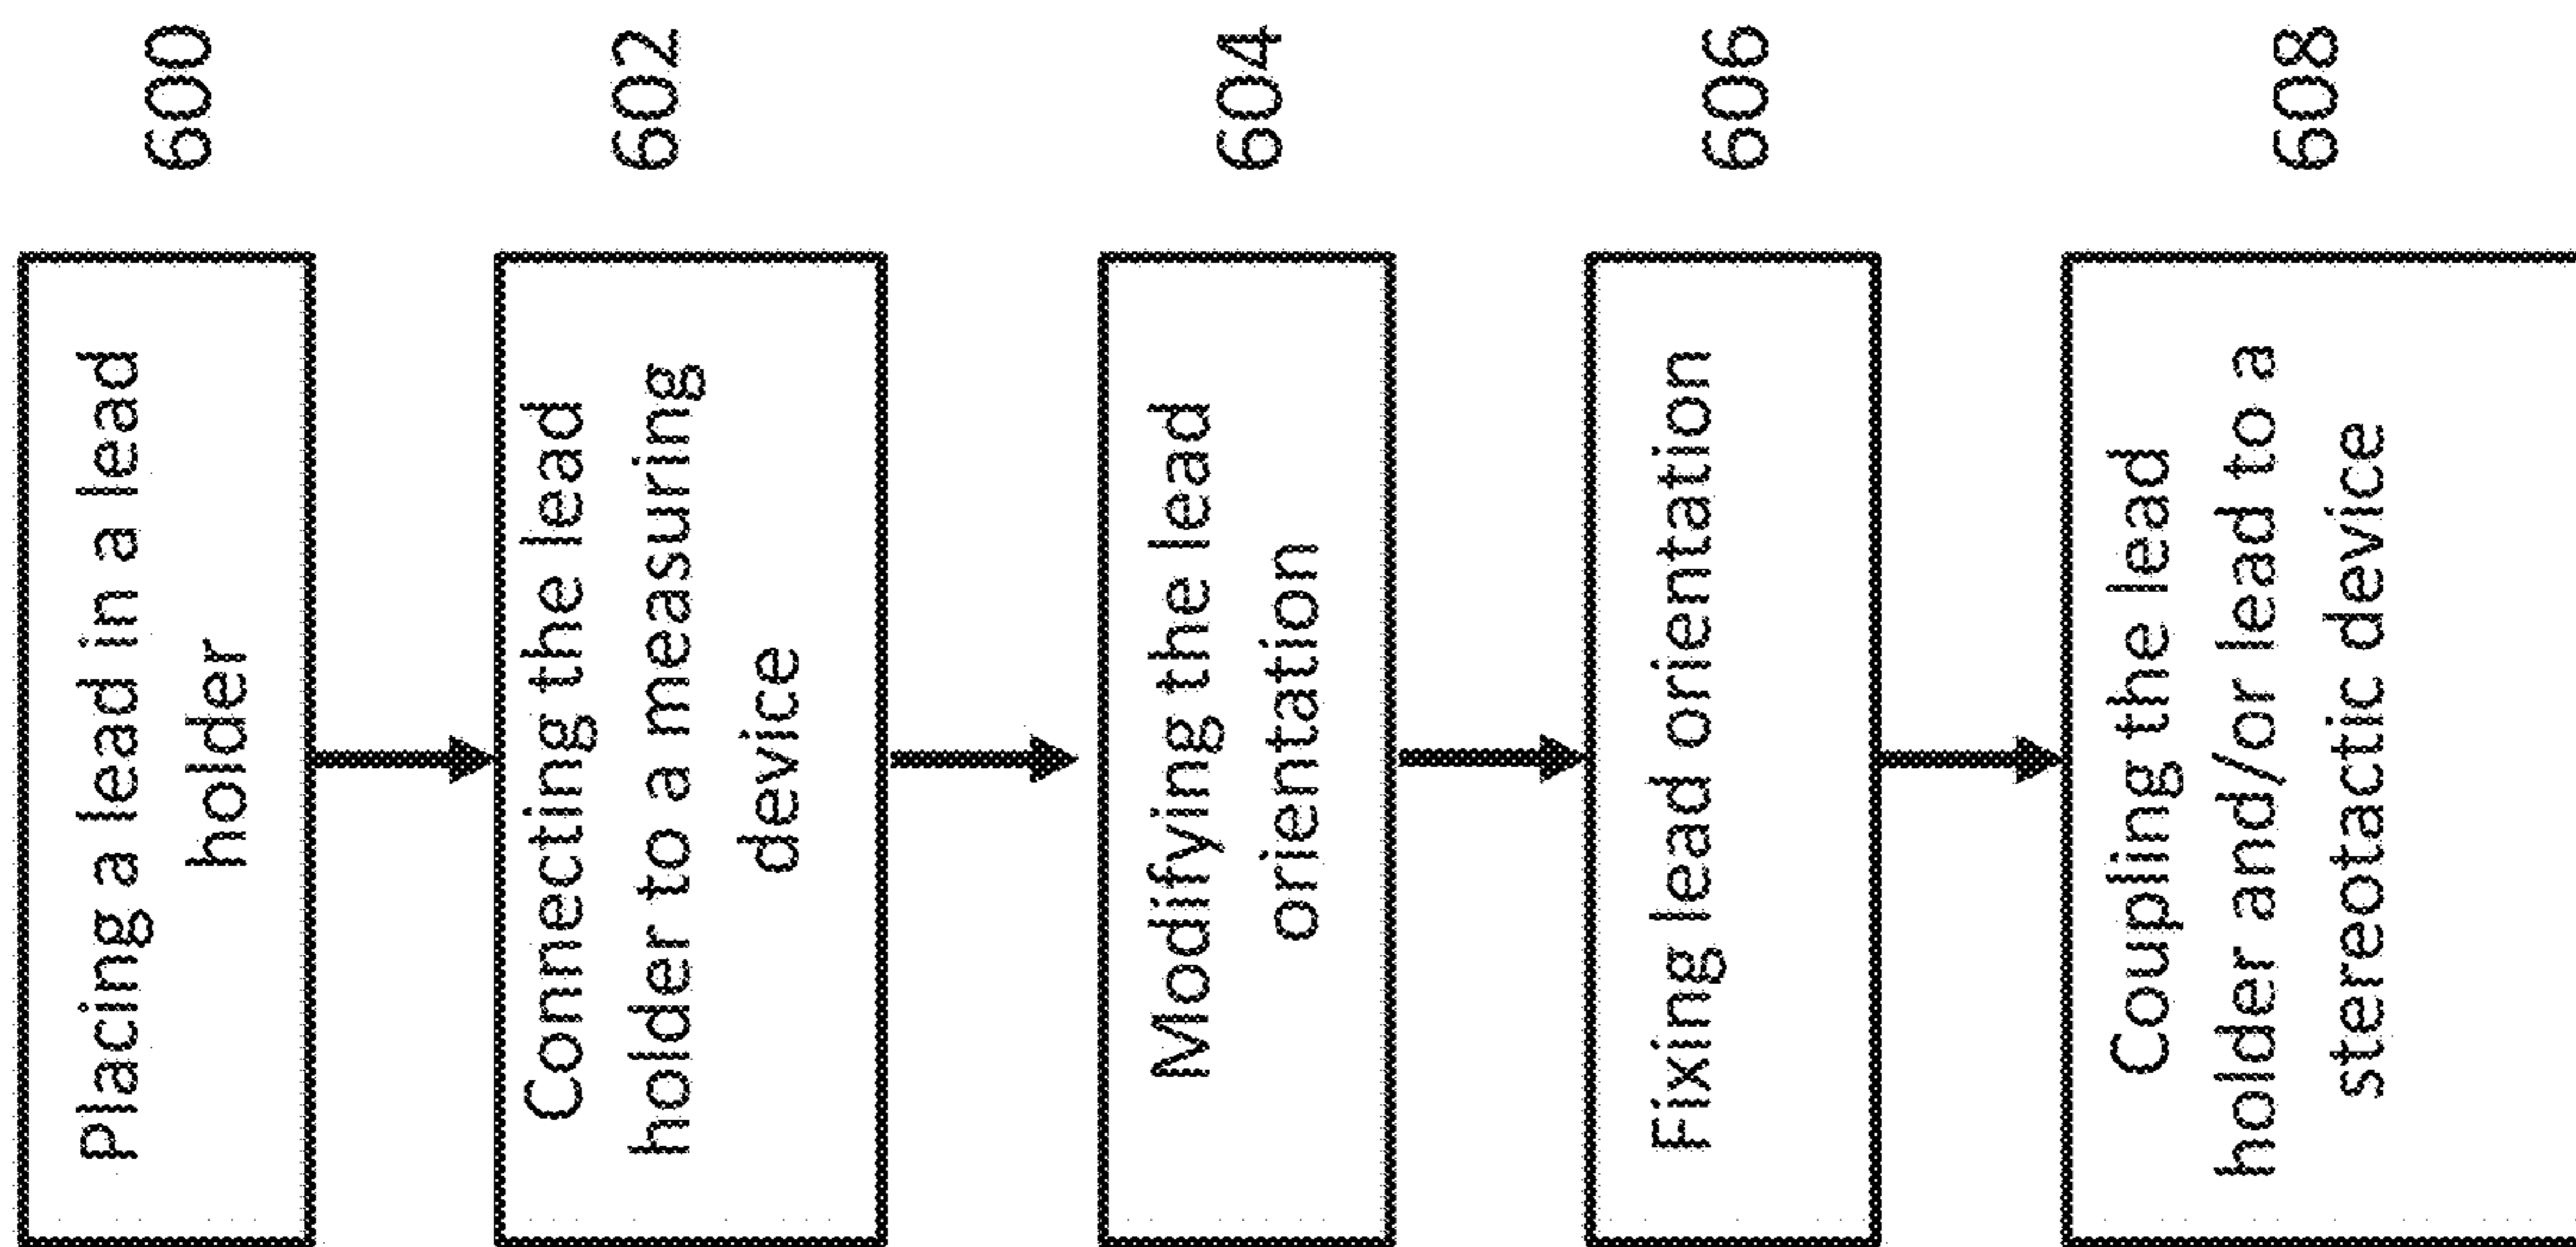 Placing a lead in a lead
holder
600
Connecting the lead
holder to a measuring
device
602
Modifying the lead
orientation
604
Fixing lead orientation
606
Coupling the lead
holder and/or lead to a
stereotactic device
608